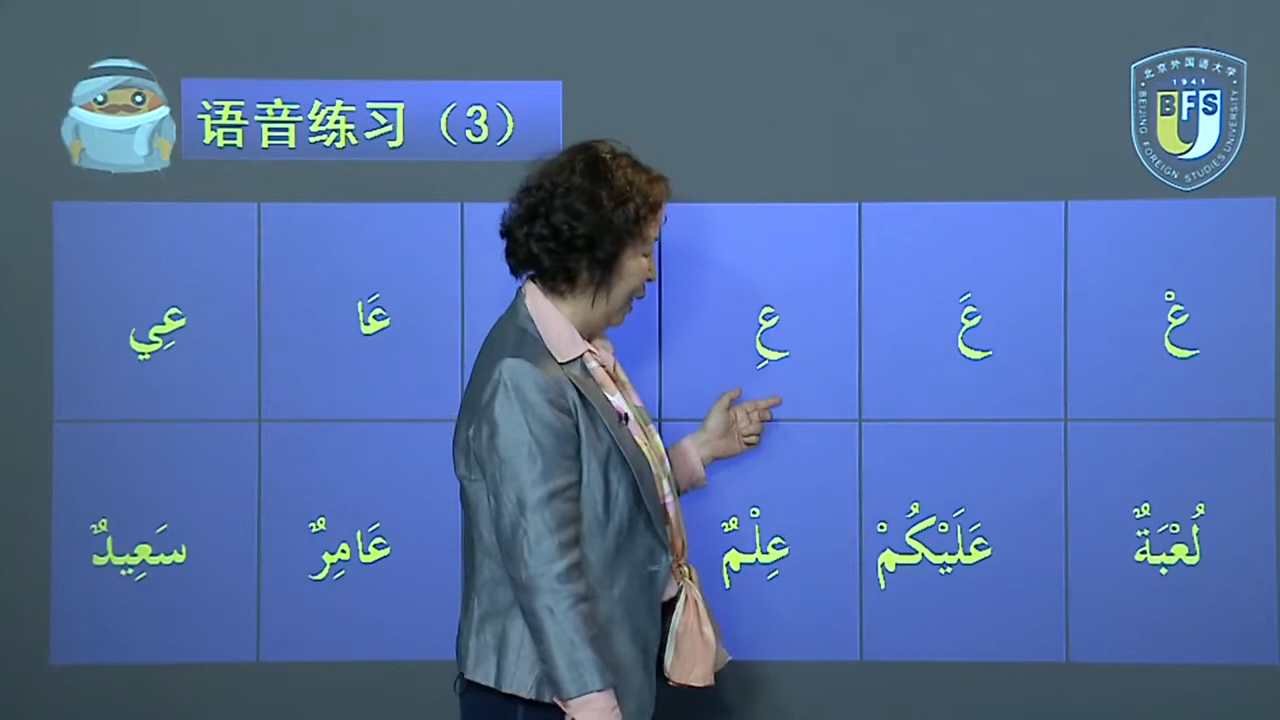 语音练习（3）
北京外国语大学
1941
BFSU
BEIJING FOREIGN STUDIES UNIVERSITY
عْ عَ عِ عَا عِي
لُعْبَةٌ عَلَيْكُمْ عِلْمٌ عَامِرٌ سَعِيدٌ